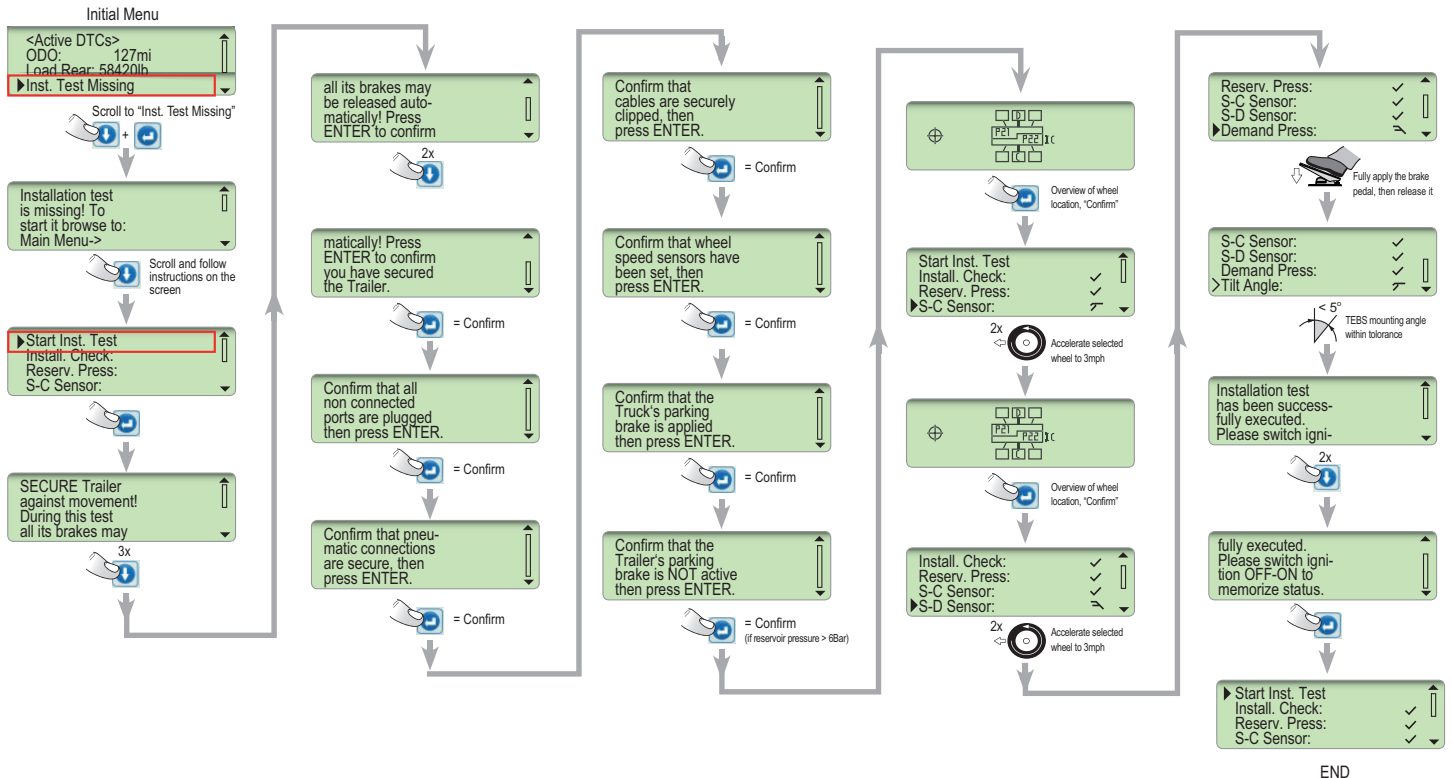 Initial Menu
<Active DTCs>
ODO: 127mi
Load Rear: 58420lb
Inst. Test Missing
Scroll to “Inst. Test Missing”
+
Installation test
is missing! To
start it browse to:
Main Menu->
Scroll and follow
instructions on the
screen
Start Inst. Test
Install. Check:
Reserv. Press:
S-C Sensor:
SECURE Trailer
against movement!
During this test
all its brakes may
3x
all its brakes may
be released auto-
matically! Press
ENTER to confirm
2x
matically! Press
ENTER to confirm
you have secured
the Trailer.
= Confirm
Confirm that all
non connected
ports are plugged
then press ENTER.
= Confirm
Confirm that pneu-
matic connections
are secure, then
press ENTER.
= Confirm
Confirm that
cables are securely
clipped, then
press ENTER.
= Confirm
Confirm that wheel
speed sensors have
been set, then
press ENTER.
= Confirm
Confirm that the
Truck‘s parking
brake is applied
then press ENTER.
= Confirm
Confirm that the
Trailer‘s parking
brake is NOT active
then press ENTER.
= Confirm
(if reservoir pressure > 6Bar)
D
P21
P22 C
C
Overview of wheel
location, “Confirm”
Start Inst. Test
Install. Check: ✓
Reserv. Press: ✓
S-C Sensor:
2x
Accelerate selected
wheel to 3mph
D
P21
P22 C
C
Overview of wheel
location, “Confirm”
Install. Check: ✓
Reserv. Press: ✓
S-C Sensor: ✓
S-D Sensor:
2x
Accelerate selected
wheel to 3mph
Reserv. Press: ✓
S-C Sensor: ✓
S-D Sensor: ✓
Demand Press:
Fully apply the brake
pedal, then release it
S-C Sensor: ✓
S-D Sensor: ✓
Demand Press: ✓
>Tilt Angle:
< 5°
TEBS mounting angle
within tolorance
Installation test
has been success-
fully executed.
Please switch igni-
2x
fully executed.
Please switch igni-
tion OFF-ON to
memorize status.
Start Inst. Test
Install. Check: ✓
Reserv. Press: ✓
S-C Sensor: ✓
END